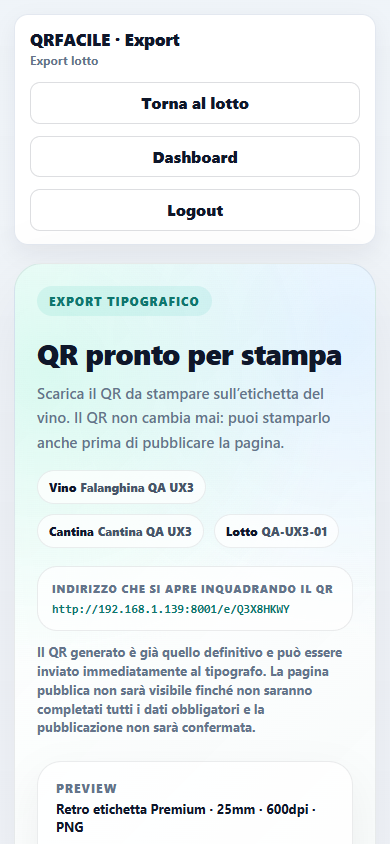 QRFACILE · Export
Export lotto
Torna al lotto
Dashboard
Logout
EXPORT TIPOGRAFICO
QR pronto per stampa
Scarica il QR da stampare sull’etichetta del
vino. Il QR non cambia mai: puoi stamparlo
anche prima di pubblicare la pagina.
Vino Falanghina QA UX3
Cantina Cantina QA UX3 Lotto QA-UX3-01
INDIRIZZO CHE SI APRE INQUADRANDO IL QR
http://192.168.1.139:8001/e/Q3X8HKWY
Il QR generato è già quello definitivo e può essere
inviato immediatamente al tipografo. La pagina
pubblica non sarà visibile finché non saranno
completati tutti i dati obbligatori e la
pubblicazione non sarà confermata.
PREVIEW
Retro etichetta Premium · 25mm · 600dpi ·
PNG